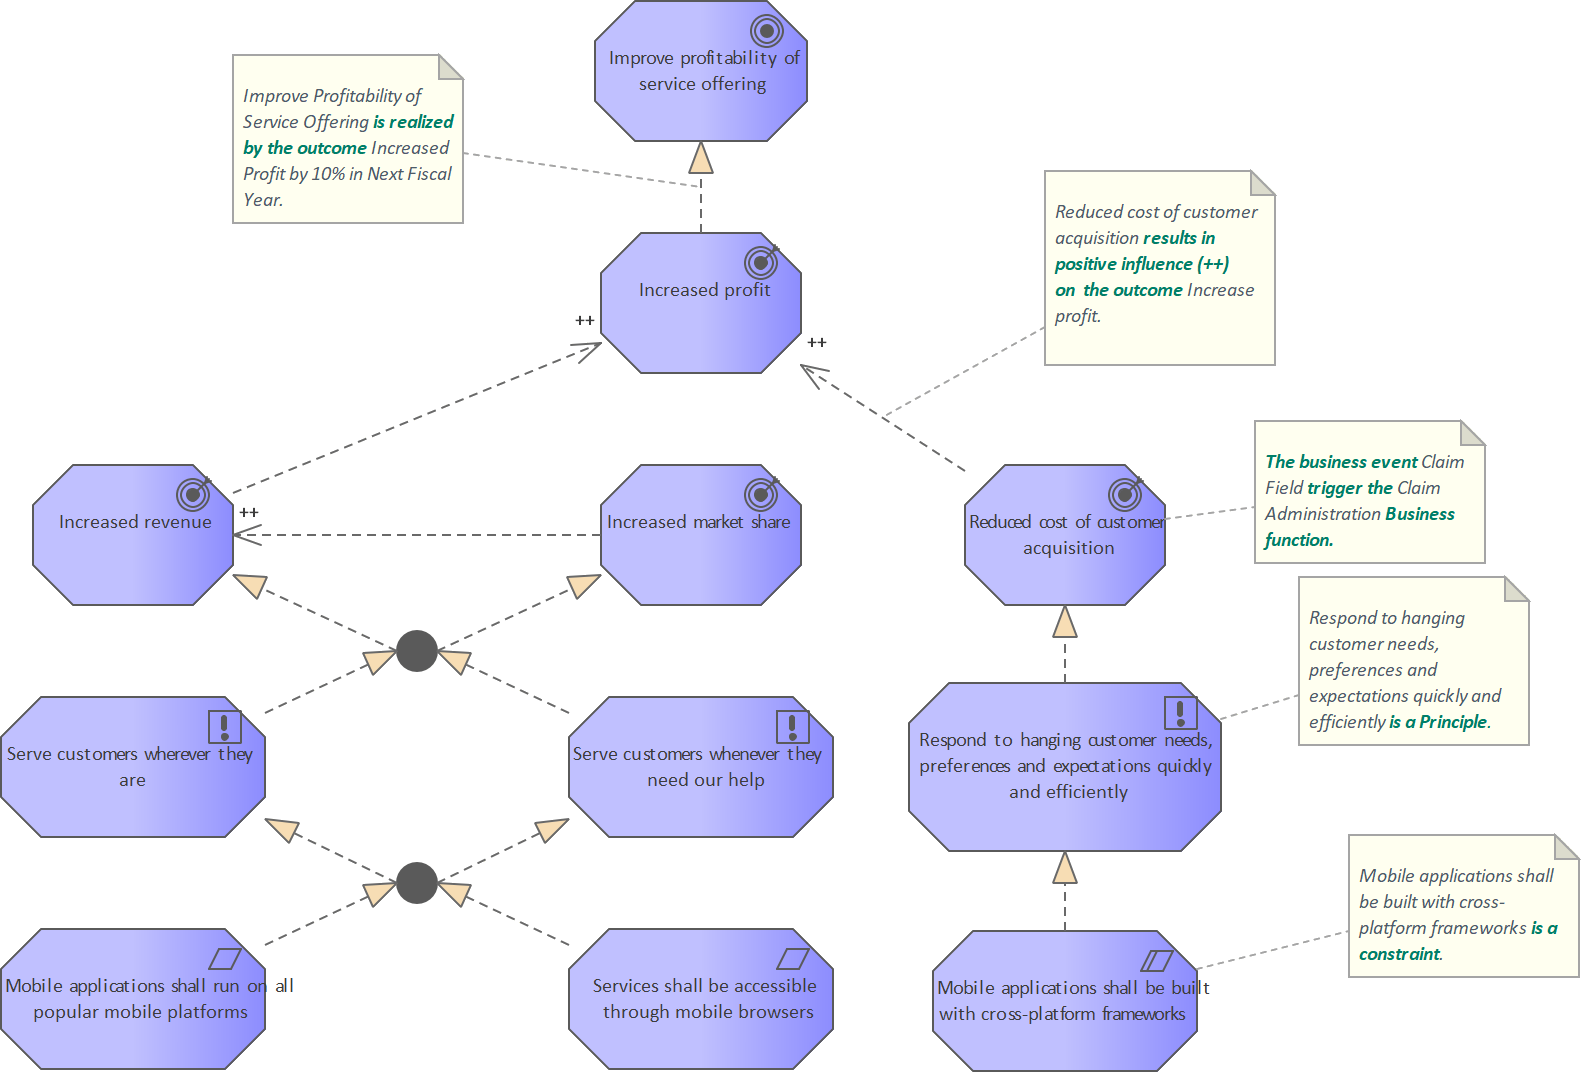 Improve profitability of
service offering
Improve Profitability of
Service Offering is realized
by the outcome Increased
Profit by 10% in Next Fiscal
Year.
Reduced cost of customer
acquisition results in
positive influence (++)
on the outcome Increase
profit.
Increased profit
++
++
The business event Claim
Field trigger the Claim
Administration Business
function.
Increased revenue
++
Increased market share
Reduced cost of customer
acquisition
Respond to hanging
customer needs,
preferences and
expectations quickly and
efficiently is a Principle.
Serve customers wherever they
are
Serve customers whenever they
need our help
Respond to hanging customer needs,
preferences and expectations quickly
and efficiently
Mobile applications shall
be built with cross-
platform frameworks is a
constraint.
Mobile applications shall run on all
popular mobile platforms
Services shall be accessible
through mobile browsers
Mobile applications shall be built
with cross-platform frameworks